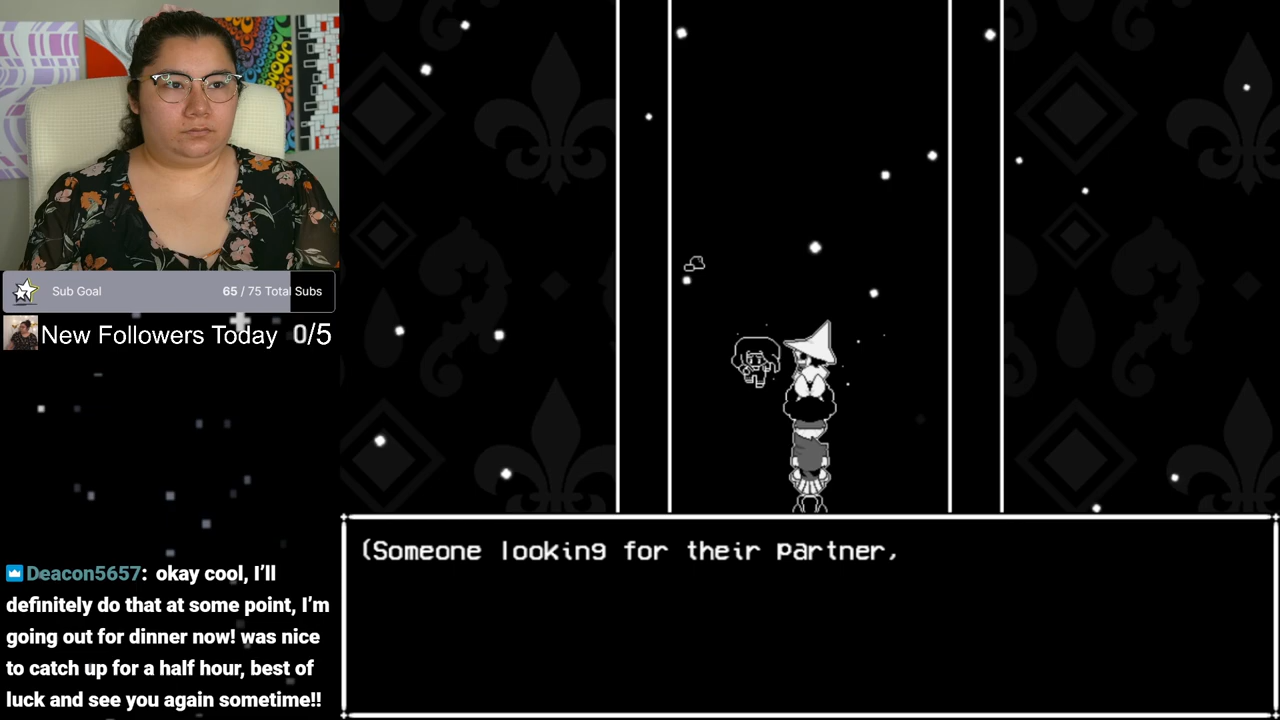 Sub Goal 65 / 75 Total Subs
New Followers Today 0/5
Deacon5657: okay cool, I'll
definitely do that at some point, I'm
going out for dinner now! was nice
to catch up for a half hour, best of
luck and see you again sometime!!
(Someone looking for their partner,